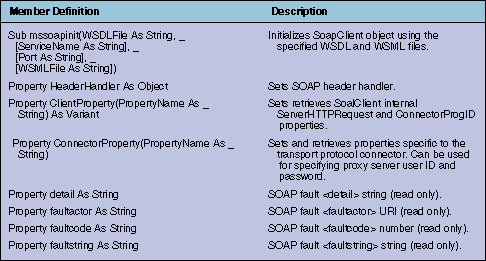 Member Definition Description
Sub mssoapinit(WSDLFile As String, _ Initializes SoapClient object using the
[ServiceName As String], _ specified WSDL and WSML files.
[Port As String], _
[WSMLFile As String])
Property HeaderHandler As Object Sets SOAP header handler.
Property ClientProperty(PropertyName As _ Sets retrieves SoalClient internal
String) As Variant ServerHTTPRequest and ConnectorProgID
properties.
Property ConnectorProperty(PropertyName As _ Sets and retrieves properties specific to
String) the transport protocol connector. Can be used
for specifying proxy server user ID and
password.
Property detail As String SOAP fault <detail> string (read only).
Property faultactor As String SOAP fault <faultactor> URI (read only).
Property faultcode As String SOAP fault <faultcode> number (read only).
Property faultstring As String SOAP fault <faultstring> string (read only).